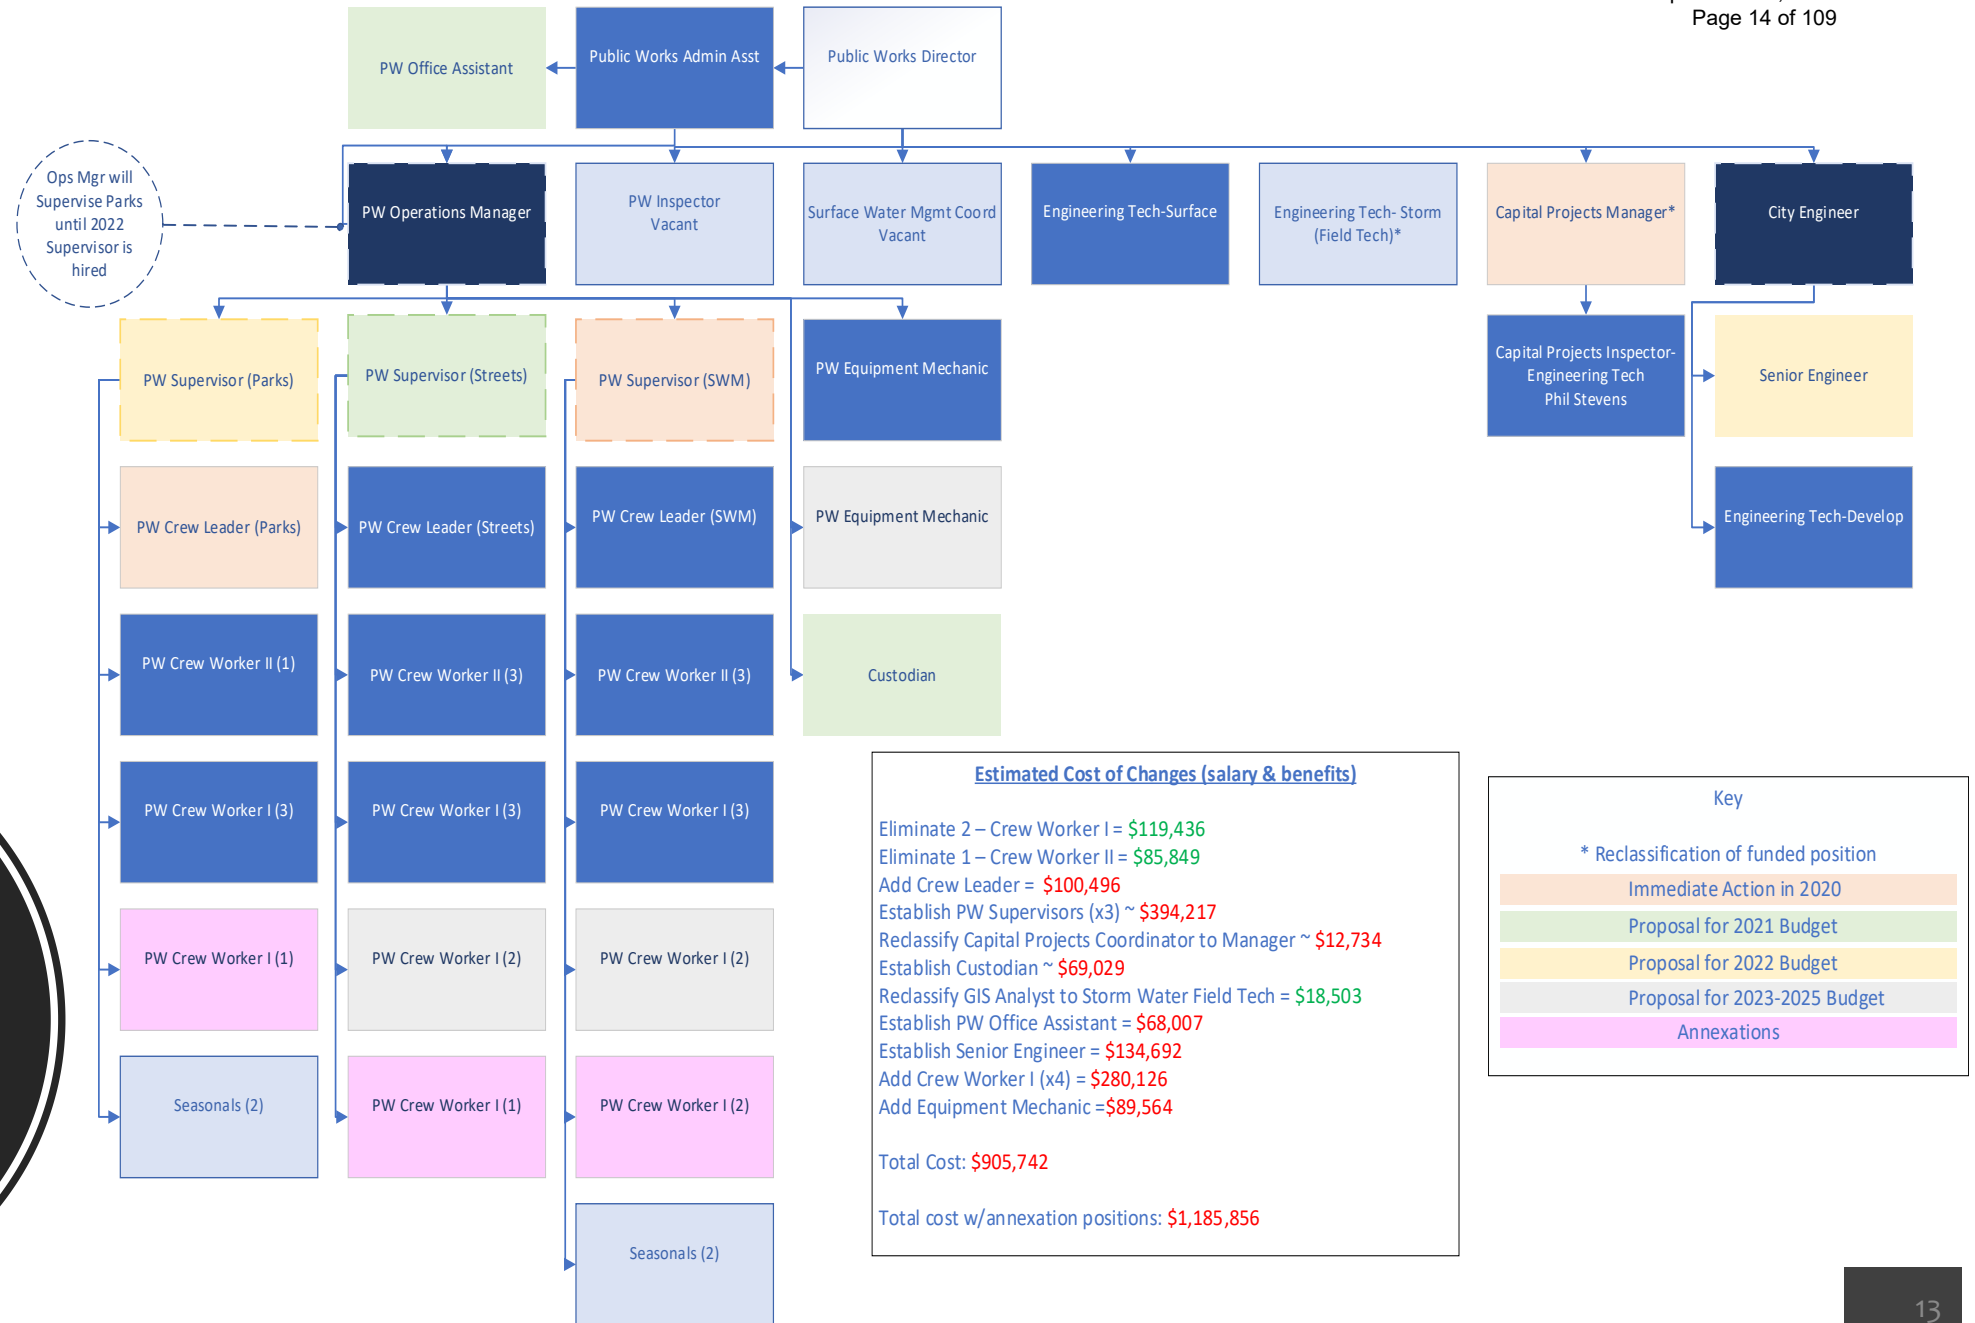 Page 14 of 109
PW Office Assistant
Public Works Admin Asst
Public Works Director
Ops Mgr will
Supervise Parks
until 2022
Supervisor is
hired
PW Operations Manager
PW Inspector
Vacant
Surface Water Mgmt Coord
Vacant
Engineering Tech-Surface
Engineering Tech- Storm
(Field Tech)*
Capital Projects Manager*
City Engineer
PW Supervisor (Parks)
PW Supervisor (Streets)
PW Supervisor (SWM)
PW Equipment Mechanic
Capital Projects Inspector-
Engineering Tech
Phil Stevens
Senior Engineer
PW Crew Leader (Parks)
PW Crew Leader (Streets)
PW Crew Leader (SWM)
PW Equipment Mechanic
Engineering Tech-Develop
PW Crew Worker II (1)
PW Crew Worker II (3)
PW Crew Worker II (3)
Custodian
PW Crew Worker I (3)
PW Crew Worker I (3)
PW Crew Worker I (3)
PW Crew Worker I (1)
PW Crew Worker I (2)
PW Crew Worker I (2)
Seasonals (2)
PW Crew Worker I (1)
PW Crew Worker I (2)
Seasonals (2)
Estimated Cost of Changes (salary & benefits)
Eliminate 2 – Crew Worker I = $119,436
Eliminate 1 – Crew Worker II = $85,849
Add Crew Leader = $100,496
Establish PW Supervisors (x3) ~ $394,217
Reclassify Capital Projects Coordinator to Manager ~ $12,734
Establish Custodian ~ $69,029
Reclassify GIS Analyst to Storm Water Field Tech = $18,503
Establish PW Office Assistant = $68,007
Establish Senior Engineer = $134,692
Add Crew Worker I (x4) = $280,126
Add Equipment Mechanic =$89,564
Total Cost: $905,742
Total cost w/annexation positions: $1,185,856
Key
* Reclassification of funded position
Immediate Action in 2020
Proposal for 2021 Budget
Proposal for 2022 Budget
Proposal for 2023-2025 Budget
Annexations
13